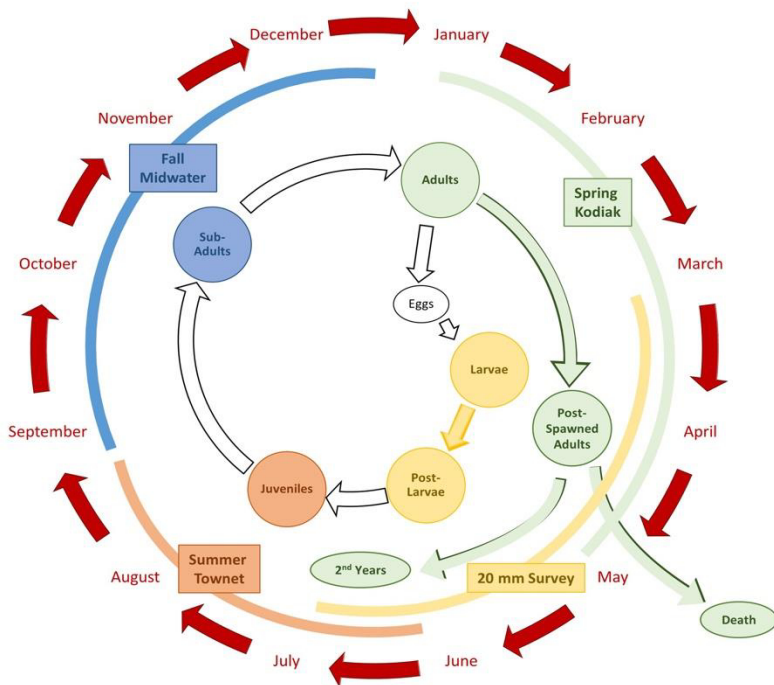 December
January
November
February
Fall
Midwater
Adults
Spring
Kodiak
Sub-
Adults
October
March
Eggs
Larvae
September
Post-
Spawned
Adults
April
Juveniles
Post-
Larvae
August
Summer
Townet
2nd Years
20 mm Survey
May
Death
July
June